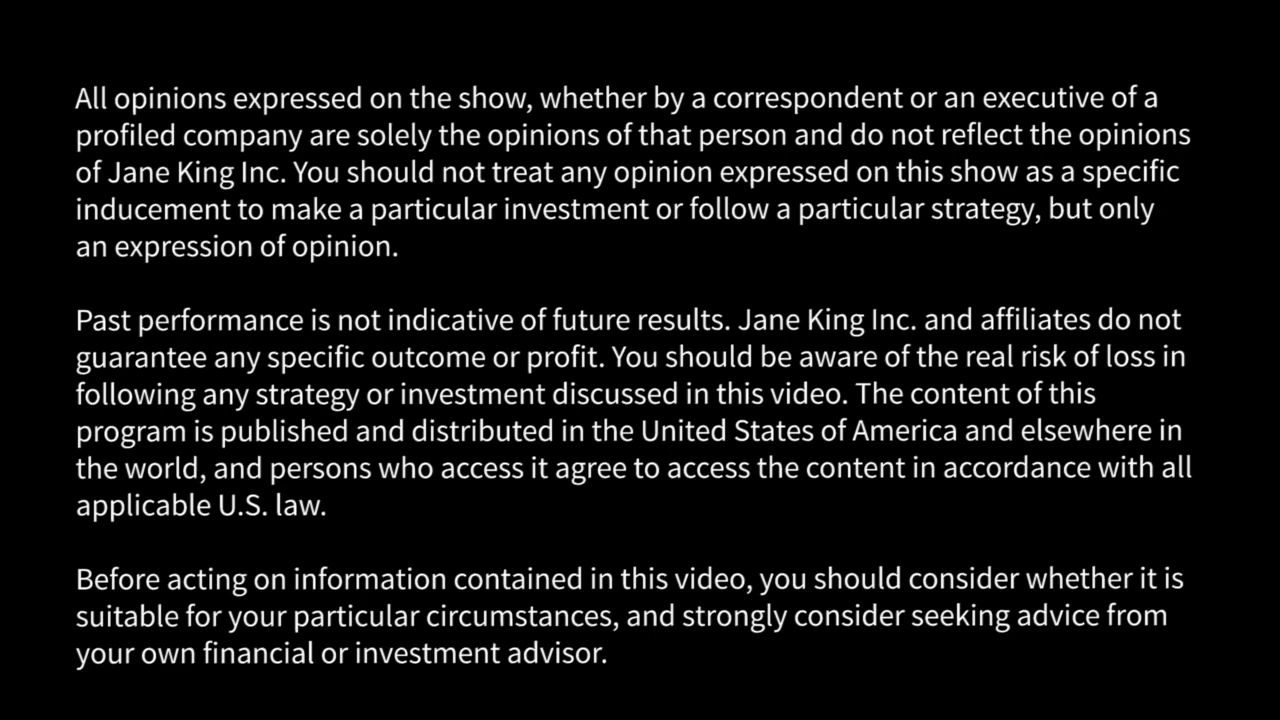 All opinions expressed on the show, whether by a correspondent or an executive of a
profiled company are solely the opinions of that person and do not reflect the opinions
of Jane King Inc. You should not treat any opinion expressed on this show as a specific
inducement to make a particular investment or follow a particular strategy, but only
an expression of opinion.
Past performance is not indicative of future results. Jane King Inc. and affiliates do not
guarantee any specific outcome or profit. You should be aware of the real risk of loss in
following any strategy or investment discussed in this video. The content of this
program is published and distributed in the United States of America and elsewhere in
the world, and persons who access it agree to access the content in accordance with all
applicable U.S. law.
Before acting on information contained in this video, you should consider whether it is
suitable for your particular circumstances, and strongly consider seeking advice from
your own financial or investment advisor.